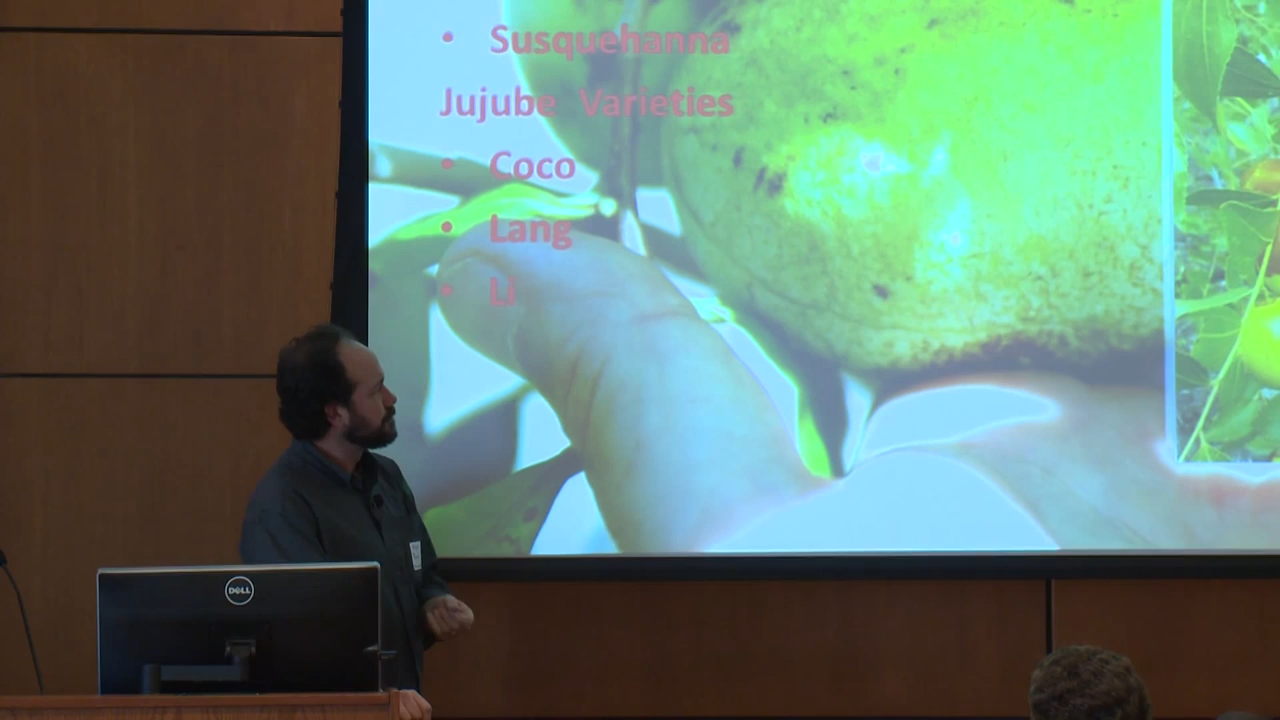 • Susquehanna
Jujube Varieties
• Coco
• Lang
• Li
DELL